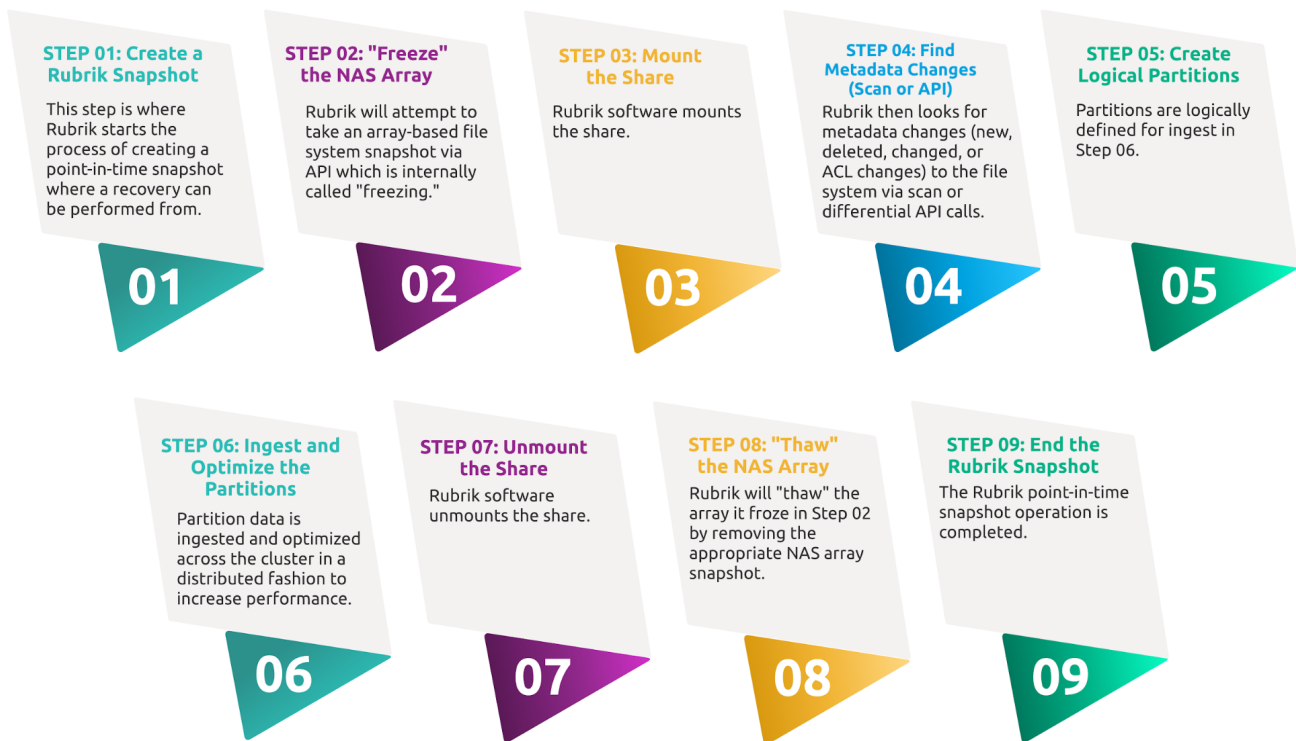 STEP 01: Create a
Rubrik Snapshot
This step is where
Rubrik starts the
process of creating a
point-in-time snapshot
where a recovery can
be performed from.
01
STEP 02: "Freeze"
the NAS Array
Rubrik will attempt to
take an array-based file
system snapshot via
API which is internally
called "freezing."
02
STEP 03: Mount
the Share
Rubrik software mounts
the share.
03
STEP 04: Find
Metadata Changes
(Scan or API)
Rubrik then looks for
metadata changes (new,
deleted, changed, or
ACL changes) to the file
system via scan or
differential API calls.
04
STEP 05: Create
Logical Partitions
Partitions are logically
defined for ingest in
Step 06.
05
STEP 06: Ingest and
Optimize the
Partitions
Partition data is
ingested and optimized
across the cluster in a
distributed fashion to
increase performance.
06
STEP 07: Unmount
the Share
Rubrik software
unmounts the share.
07
STEP 08: "Thaw"
the NAS Array
Rubrik will "thaw" the
array it froze in Step 02
by removing the
appropriate NAS array
snapshot.
08
STEP 09: End the
Rubrik Snapshot
The Rubrik point-in-time
snapshot operation is
completed.
09